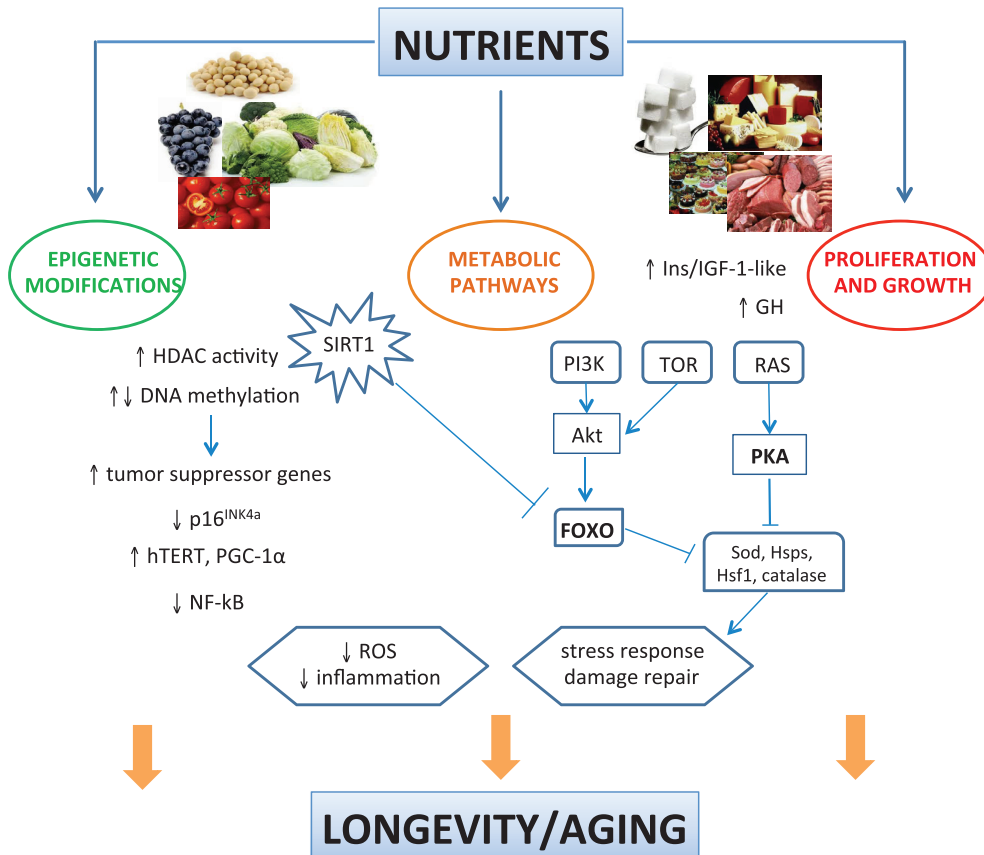 NUTRIENTS
EPIGENETIC
MODIFICATIONS
METABOLIC
PATHWAYS
PROLIFERATION
AND GROWTH
↑ Ins/IGF-1-like
↑ GH
SIRT1
↑ HDAC activity
↑↓ DNA methylation
↑ tumor suppressor genes
↓ p16^INK4a
↑ hTERT, PGC-1α
↓ NF-kB
PI3K
TOR
RAS
Akt
PKA
FOXO
Sod, Hsps,
Hsf1, catalase
↓ ROS
↓ inflammation
stress response
damage repair
LONGEVITY/AGING